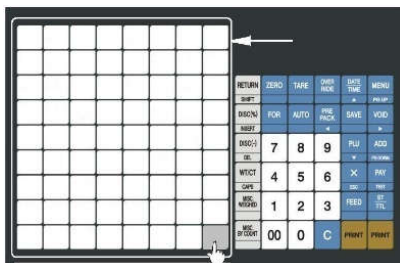 RETURN ZERO TARE OVER RIDE DATE TIME MENU
SHIFT PG UP
DISC(%) FOR AUTO PRE PACK SAVE VOID
INSERT
DISC(-) 7 8 9 PLU ADD
DEL
WT/CT 4 5 6 × PAY
CAPS ESC
MISC. WEIGHED 1 2 3 FEED ST TTL
MISC. BY COUNT 00 0 C PRINT PRINT